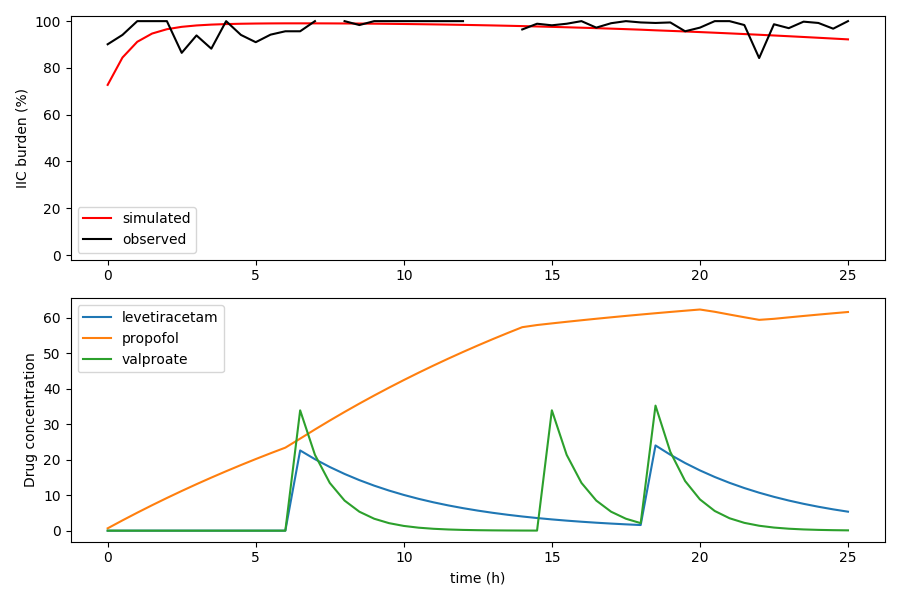 100
80
60
40
20
0
IIC burden (%)
simulated
observed
0 5 10 15 20 25
60
50
40
30
20
10
0
Drug concentration
levetiracetam
propofol
valproate
0 5 10 15 20 25
time (h)